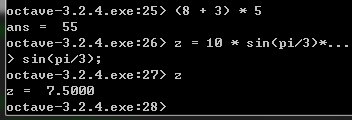 octave-3.2.4.exe:25> (8 + 3) * 5
ans =  55
octave-3.2.4.exe:26> z = 10 * sin(pi/3)*...
> sin(pi/3);
octave-3.2.4.exe:27> z
z =  7.5000
octave-3.2.4.exe:28>